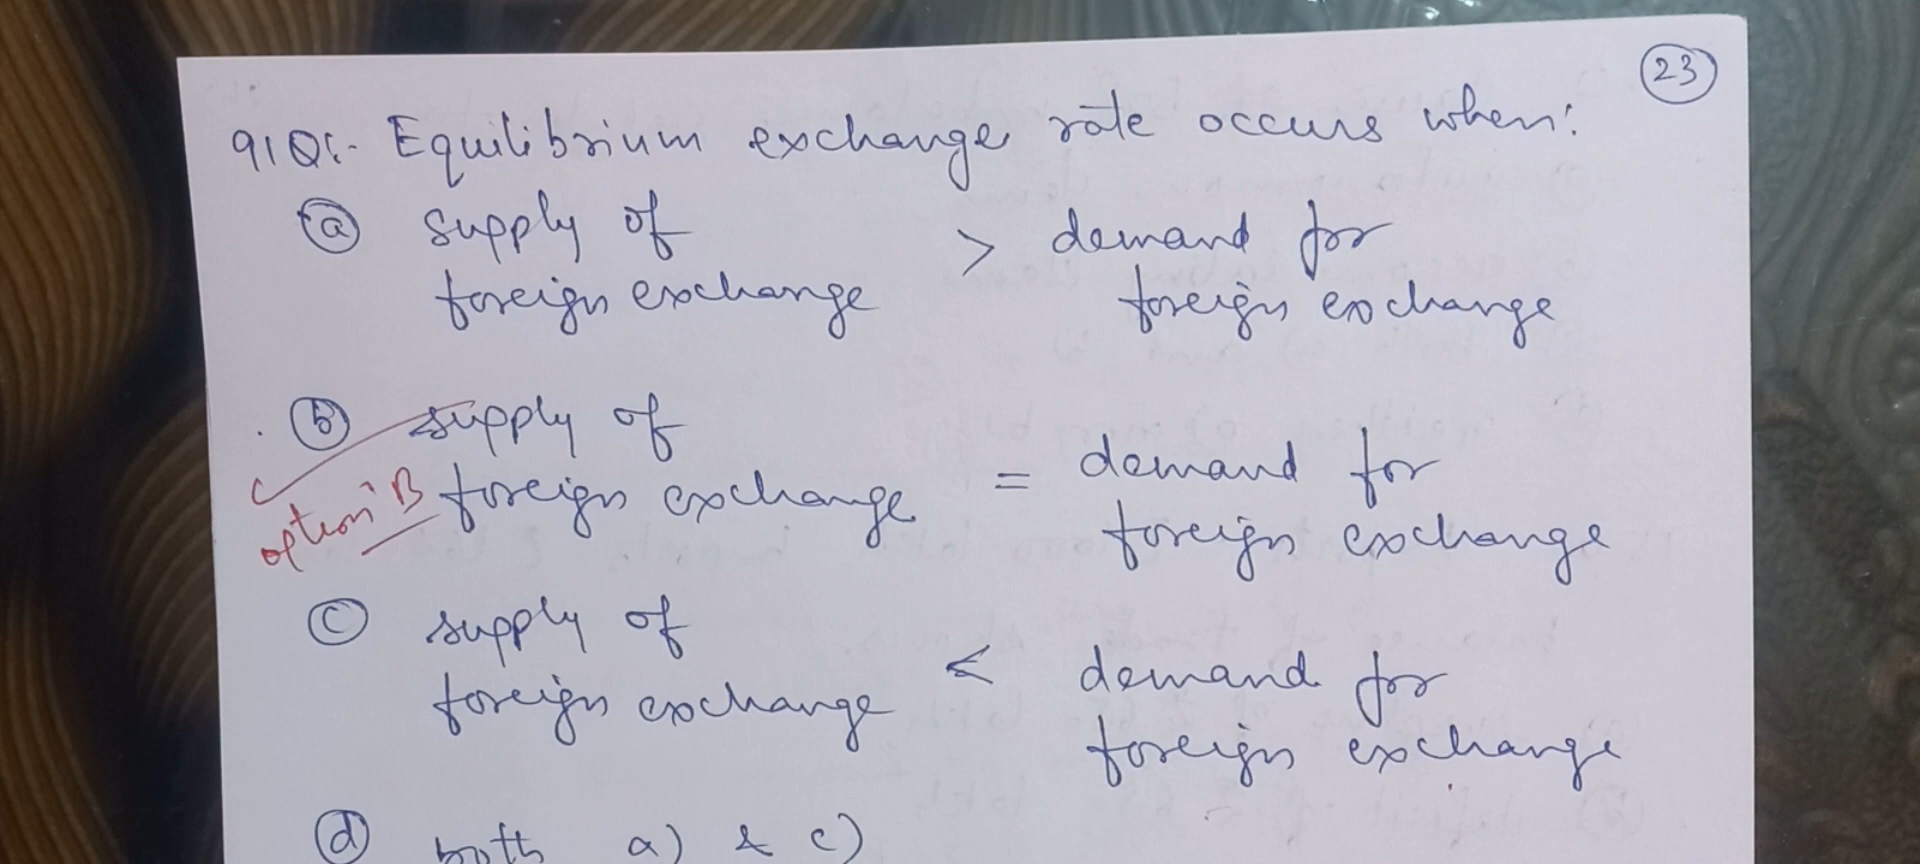 23
91Q:- Equilibrium exchange rate occurs when:
(a) supply of foreign exchange > demand for foreign exchange
(b) supply of foreign exchange = demand for foreign exchange
option B
(c) supply of foreign exchange < demand for foreign exchange
(d) both a) & c)